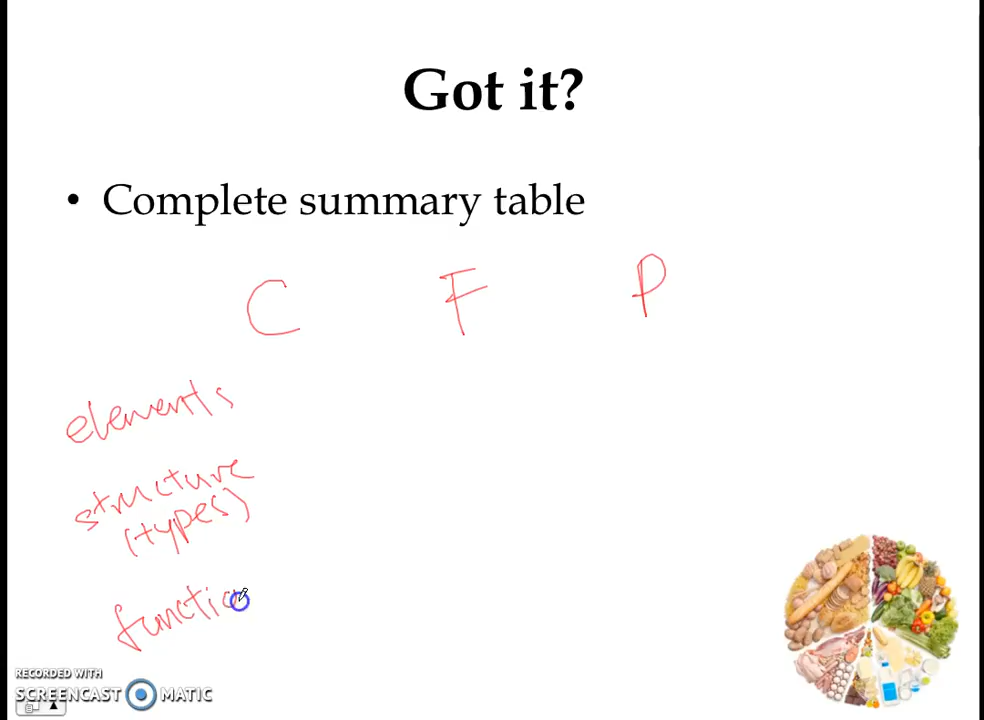 Got it?
• Complete summary table
C F P
elements
structure
(types)
functio
RECORDED WITH
SCREENCAST MATIC